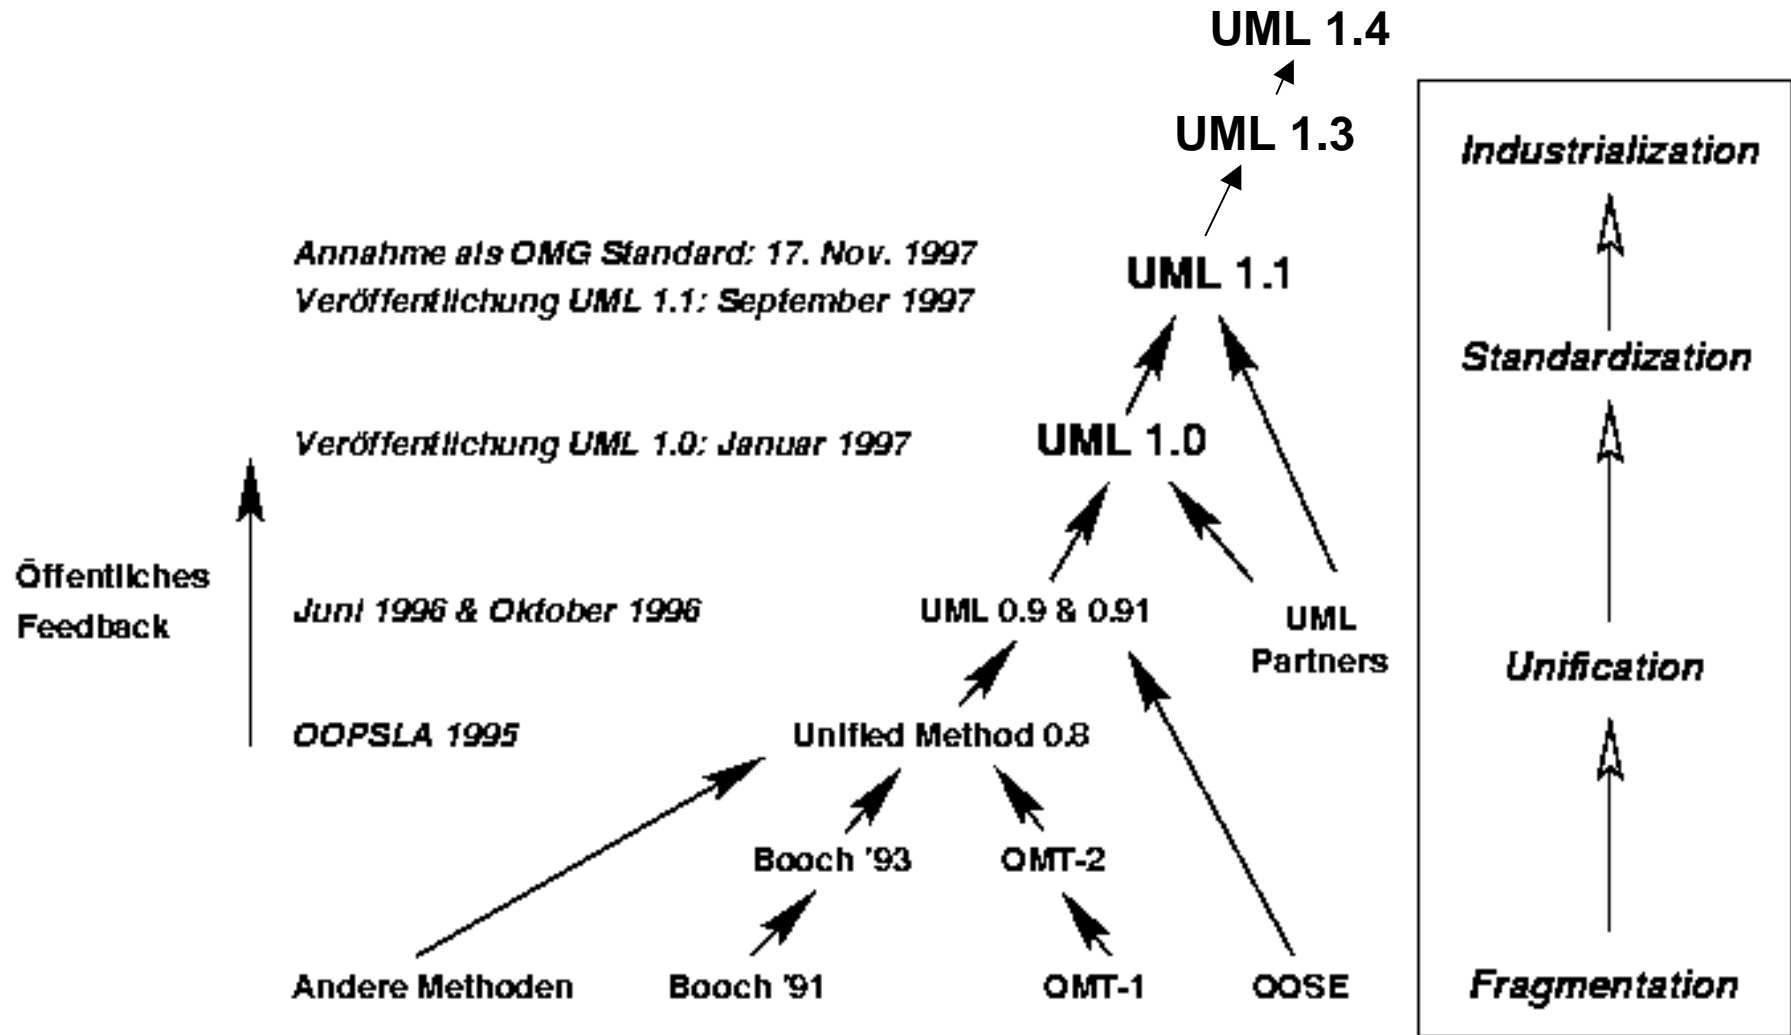 UML 1.4
UML 1.3
Industrialization
Annahme als OMG Standard: 17. Nov. 1997
UML 1.1
Veröffentlichung UML 1.1: September 1997
Standardization
Veröffentlichung UML 1.0: Januar 1997
UML 1.0
Öffentliches
Feedback
Juni 1996 & Oktober 1996
UML 0.9 & 0.91
UML
Partners
Unification
OOPSLA 1995
Unified Method 0.8
Booch '93
OMT-2
Andere Methoden
Booch '91
OMT-1
OOSE
Fragmentation